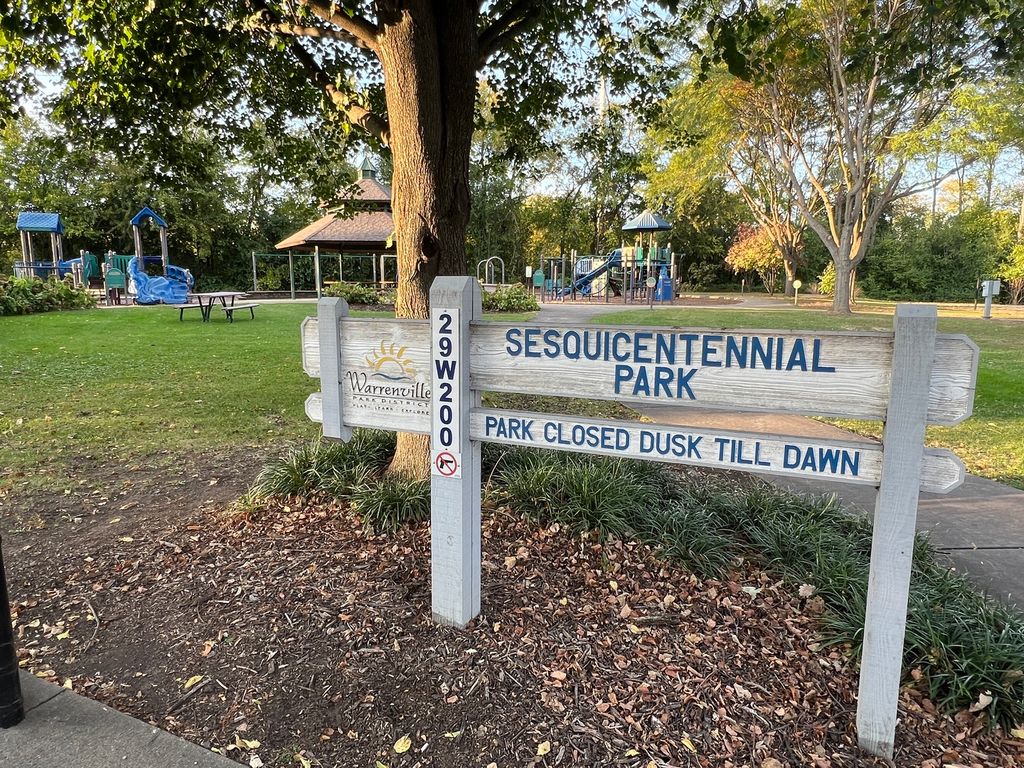 Warrenville
PARK DISTRICT
PLAY · LEARN · EXPLORE
29W200
SESQUICENTENNIAL
PARK
PARK CLOSED DUSK TILL DAWN